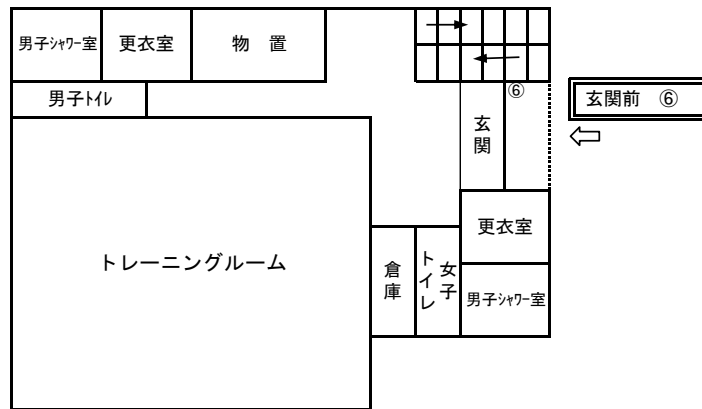 男子シャワー室
更衣室
物 置
⑥
玄関前 ⑥
男子トイレ
玄関
更衣室
トレーニングルーム
倉庫
女子トイレ
男子シャワー室